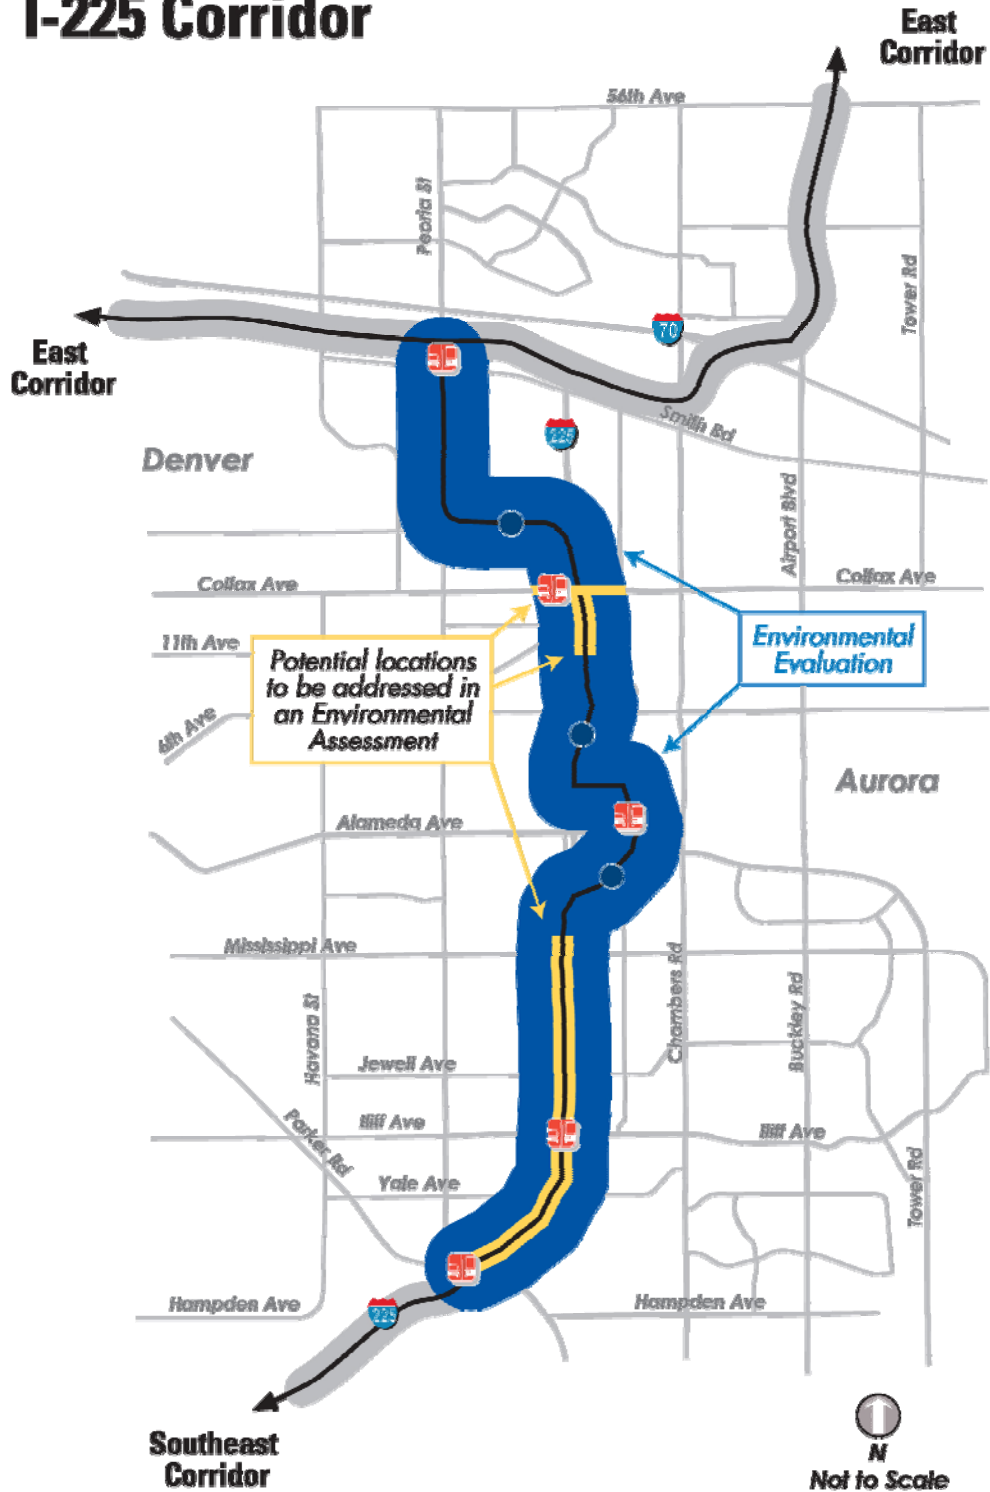 I-225 Corridor
East
Corridor
56th Ave
Peoria St
Tower Rd
70
East
Corridor
Smith Rd
225
Denver
Airport Blvd
Colfax Ave
Colfax Ave
11th Ave
Environmental
Evaluation
Potential locations
to be addressed in
an Environmental
Assessment
6th Ave
Aurora
Alameda Ave
Mississippi Ave
Chambers Rd
Buckley Rd
Havana St
Jewell Ave
Iliff Ave
Iliff Ave
Parker Rd
Yale Ave
Tower Rd
Hampden Ave
Hampden Ave
225
Southeast
Corridor
N
Not to Scale